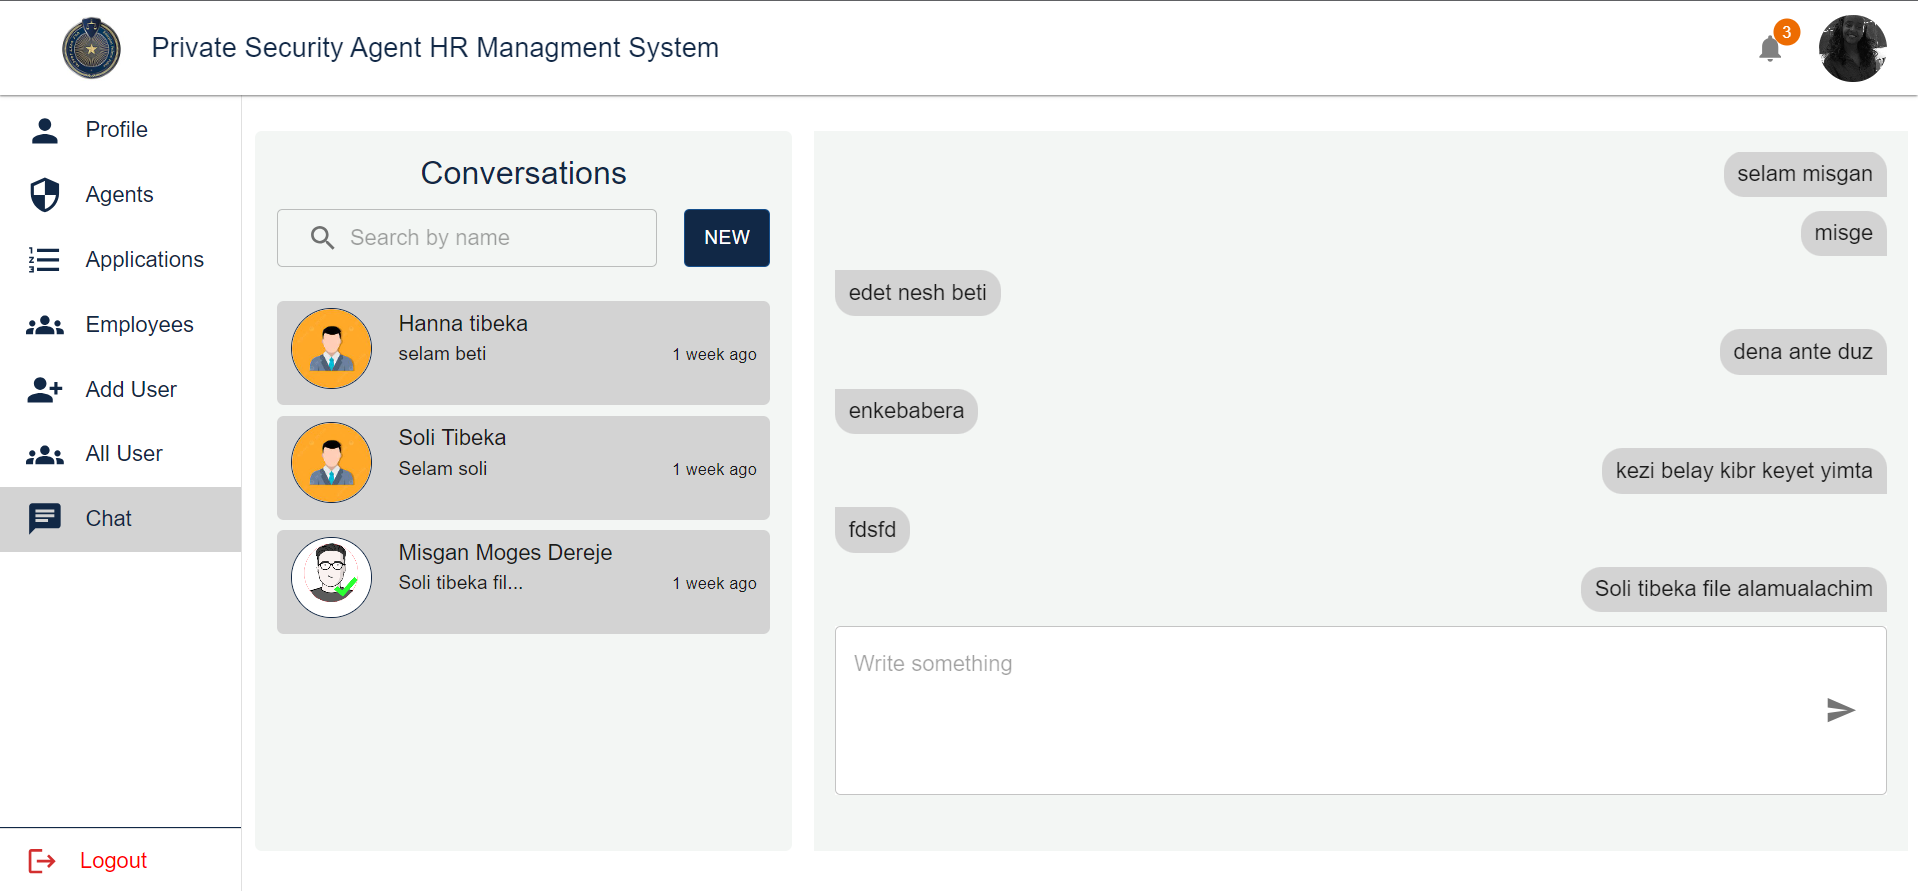 Private Security Agent HR Managment System
3
Profile
Agents
Applications
Employees
Add User
All User
Chat
Logout
Conversations
Search by name
NEW
Hanna tibeka
selam beti
1 week ago
Soli Tibeka
Selam soli
1 week ago
Misgan Moges Dereje
Soli tibeka fil...
1 week ago
selam misgan
misge
edet nesh beti
dena ante duz
enkebabera
kezi belay kibr keyet yimta
fdsfd
Soli tibeka file alamualachim
Write something